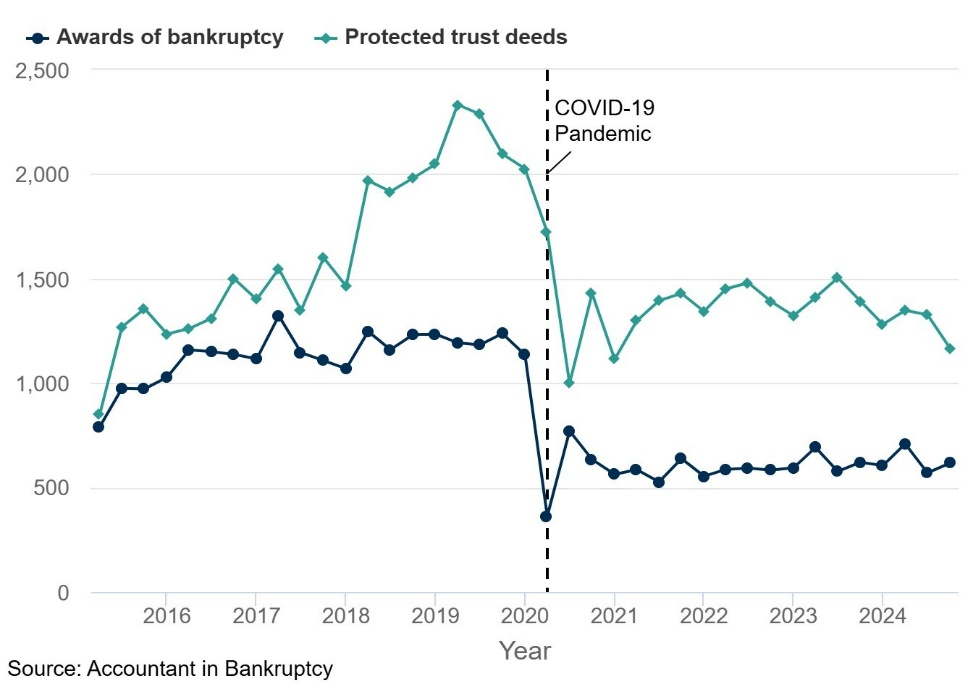 Awards of bankruptcy Protected trust deeds
2,500
COVID-19
Pandemic
2,000
1,500
1,000
500
0
2016 2017 2018 2019 2020 2021 2022 2023 2024
Year
Source: Accountant in Bankruptcy